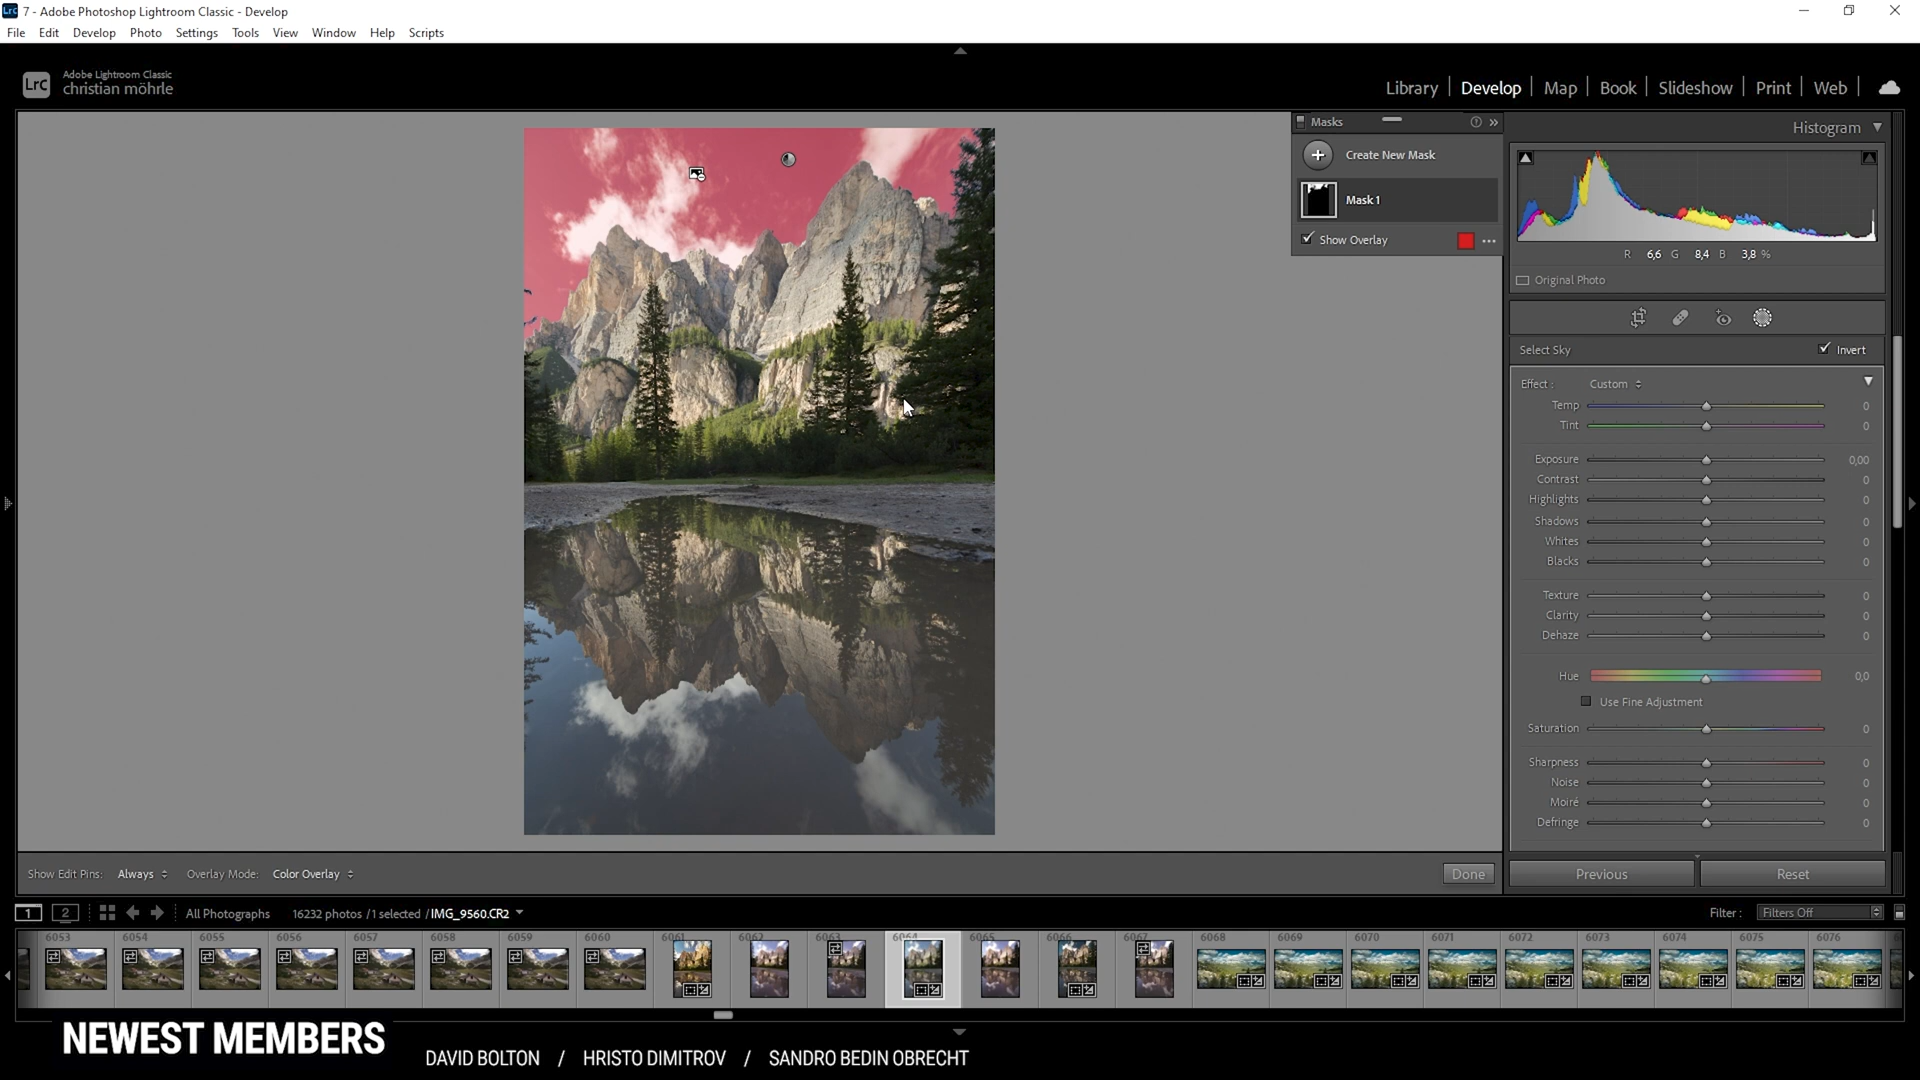 7 - Adobe Photoshop Lightroom Classic - Develop
File Edit Develop Photo Settings Tools View Window Help Scripts
LrC Adobe Lightroom Classic
christian möhrle
Library Develop Map Book Slideshow Print Web
Masks
Create New Mask
Mask 1
Show Overlay
Histogram
R 6,6 G 8,4 B 3,8 %
Original Photo
Select Sky Invert
Effect : Custom
Temp 0
Tint 0
Exposure 0,00
Contrast 0
Highlights 0
Shadows 0
Whites 0
Blacks 0
Texture 0
Clarity 0
Dehaze 0
Hue 0,0
Use Fine Adjustment
Saturation 0
Sharpness 0
Noise 0
Moiré 0
Defringe 0
Show Edit Pins: Always Overlay Mode: Color Overlay Done Previous Reset
1 2 All Photographs 16232 photos / 1 selected / IMG_9560.CR2 Filter : Filters Off
6053 6054 6055 6056 6057 6058 6059 6060 6061 6062 6063 6064 6065 6066 6067 6068 6069 6070 6071 6072 6073 6074 6075 6076
NEWEST MEMBERS
DAVID BOLTON / HRISTO DIMITROV / SANDRO BEDIN OBRECHT